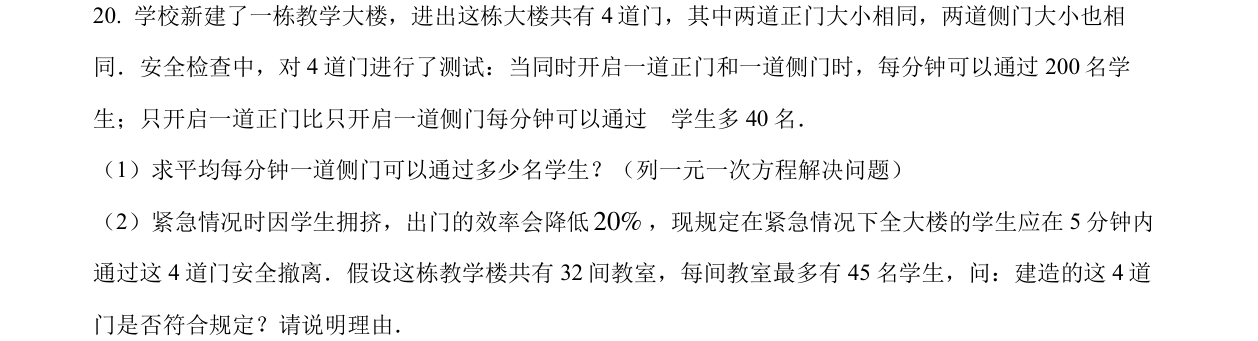 20. 学校新建了一栋教学大楼，进出这栋大楼共有 4 道门，其中两道正门大小相同，两道侧门大小也相
同．安全检查中，对 4 道门进行了测试：当同时开启一道正门和一道侧门时，每分钟可以通过 200 名学
生；只开启一道正门比只开启一道侧门每分钟可以通过 学生多 40 名．
（1）求平均每分钟一道侧门可以通过多少名学生？（列一元一次方程解决问题）
（2）紧急情况时因学生拥挤，出门的效率会降低 20%，现规定在紧急情况下全大楼的学生应在 5 分钟内
通过这 4 道门安全撤离．假设这栋教学楼共有 32 间教室，每间教室最多有 45 名学生，问：建造的这 4 道
门是否符合规定？请说明理由．